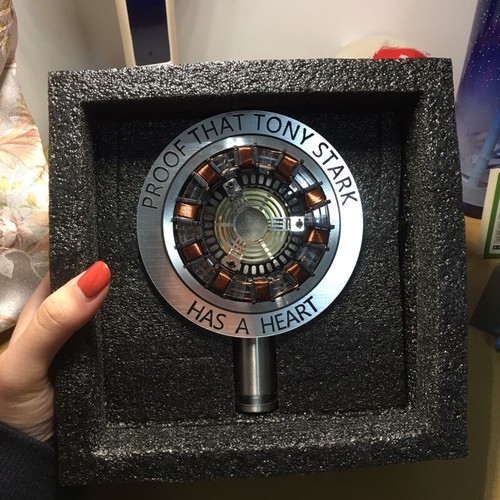 PROOF THAT TONY STARK
HAS A HEART